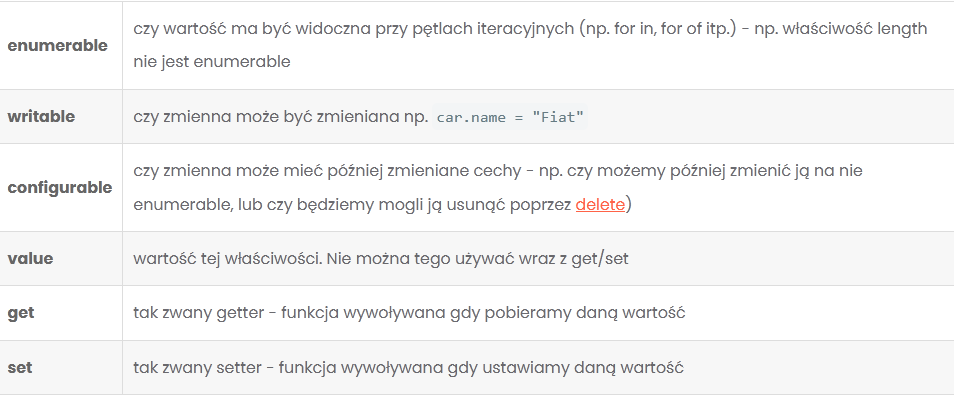 enumerable
czy wartość ma być widoczna przy pętlach iteracyjnych (np. for in, for of itp.) - np. właściwość length
nie jest enumerable
writable
czy zmienna może być zmieniana np. car.name = "Fiat"
configurable
czy zmienna może mieć później zmieniane cechy - np. czy możemy później zmienić ją na nie
enumerable, lub czy będziemy mogli ją usunąć poprzez delete)
value
wartość tej właściwości. Nie można tego używać wraz z get/set
get
tak zwany getter - funkcja wywoływana gdy pobieramy daną wartość
set
tak zwany setter - funkcja wywoływana gdy ustawiamy daną wartość